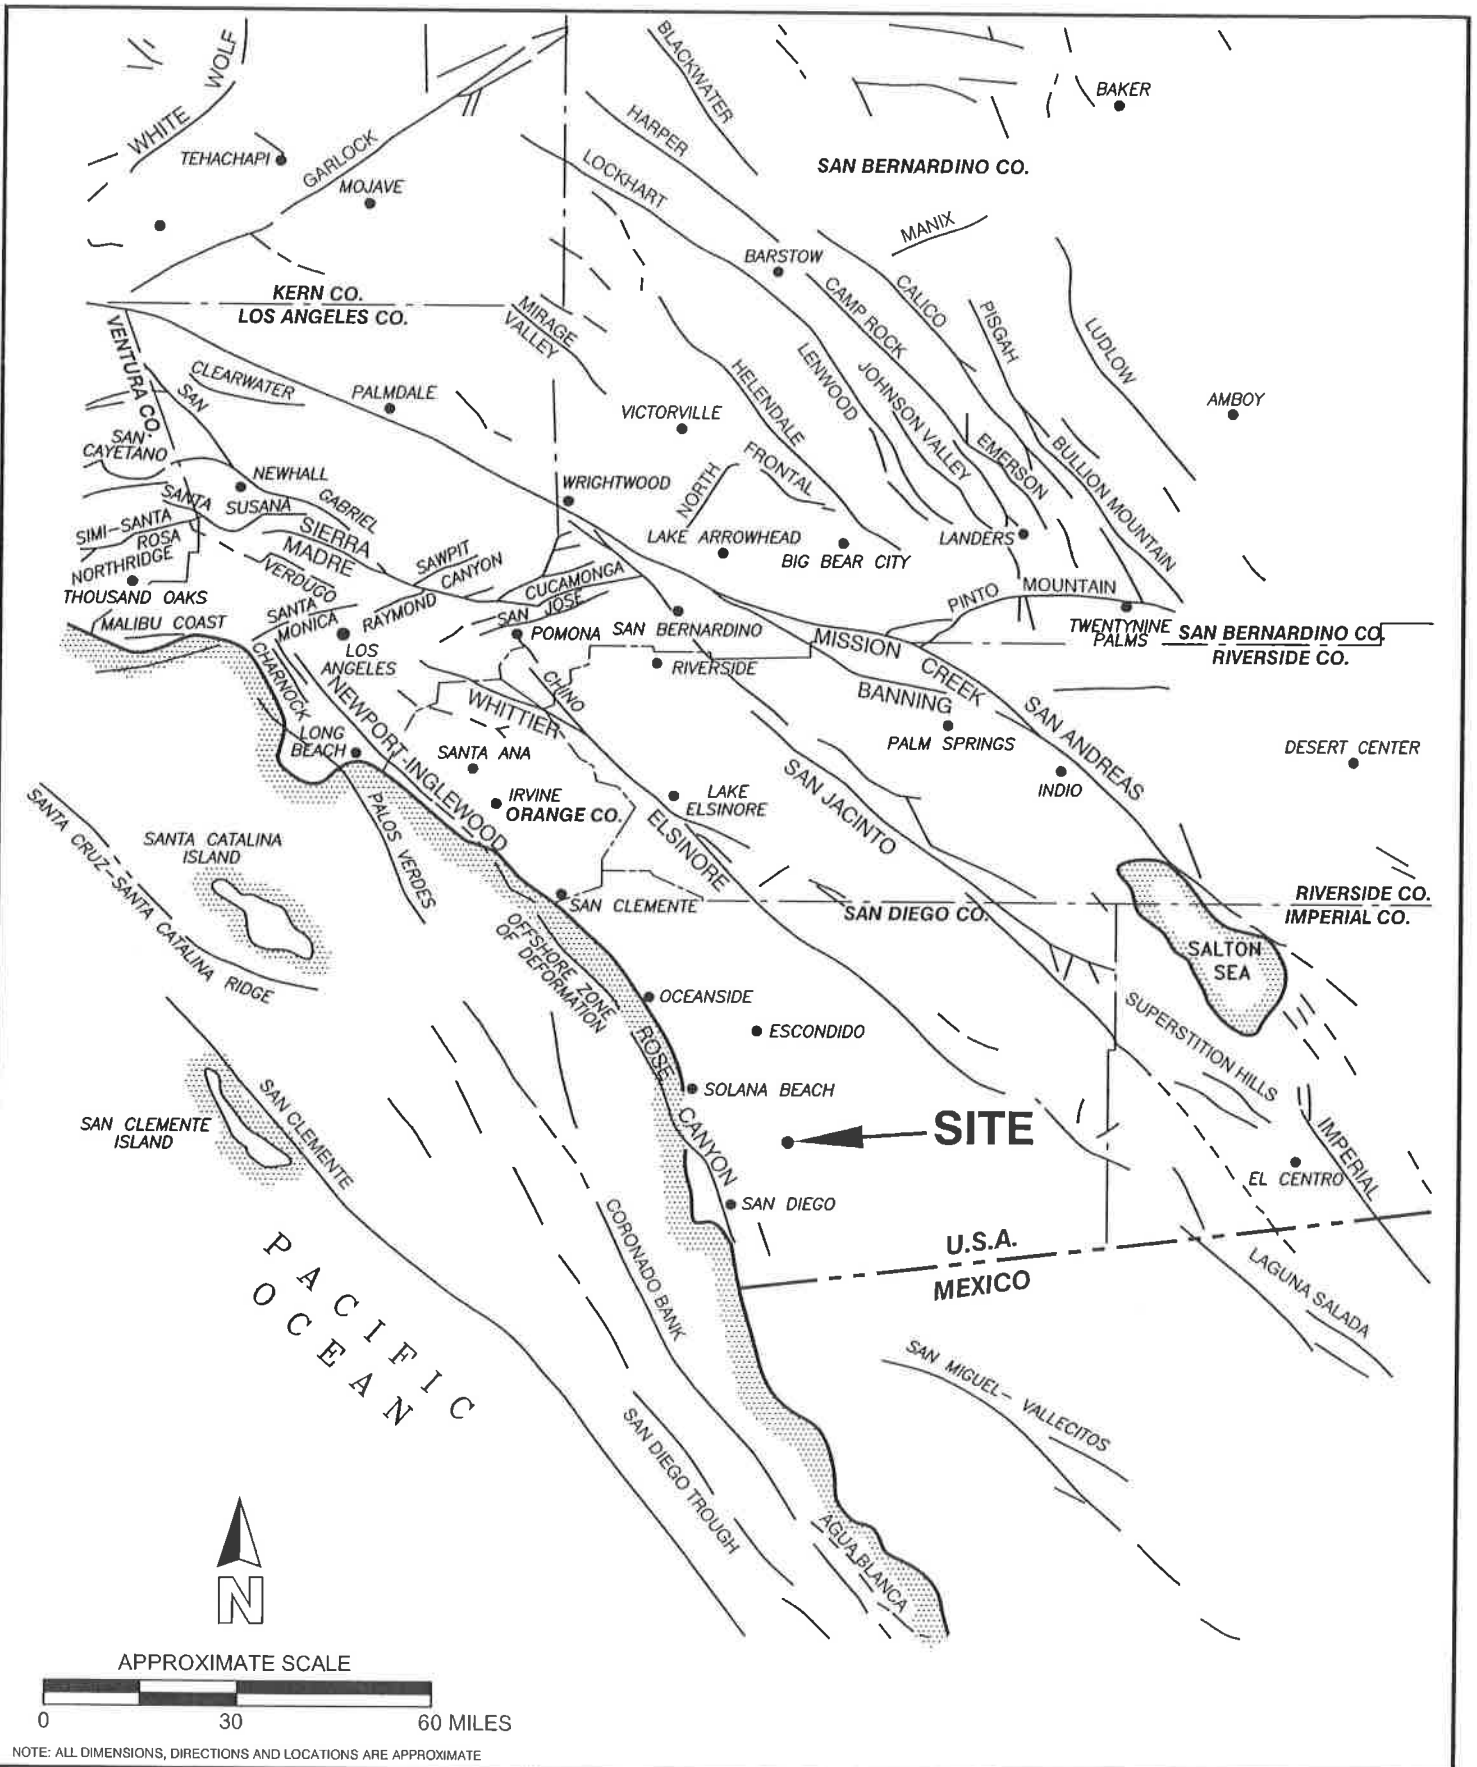 WHITE WOLF
BLACKWATER
BAKER
HARPER
TEHACHAPI
GARLOCK
MOJAVE
LOCKHART
SAN BERNARDINO CO.
MANIX
BARSTOW
KERN CO.
LOS ANGELES CO.
CAMP ROCK
CALICO
PISGAH
LUDLOW
MIRAGE
VALLEY
VENTURA CO.
CLEARWATER
SAN GABRIEL
PALMDALE
VICTORVILLE
HELENDALE
LENWOOD
JOHNSON VALLEY
EMERSON
BULLION MOUNTAIN
AMBOY
SAN
CAYETANO
NEWHALL
SANTA SUSANA
WRIGHTWOOD
NORTH FRONTAL
SIMI-SANTA
ROSA
NORTHRIDGE
SIERRA
MADRE
SAWPIT
CANYON
LAKE ARROWHEAD
BIG BEAR CITY
LANDERS
THOUSAND OAKS
VERDUGO
CUCAMONGA
PINTO MOUNTAIN
MALIBU COAST
SANTA
MONICA
RAYMOND
SAN JOSE
POMONA
SAN BERNARDINO
TWENTYNINE
PALMS
SAN BERNARDINO CO.
RIVERSIDE CO.
LOS
ANGELES
RIVERSIDE
MISSION CREEK
BANNING
SAN ANDREAS
CHARNOCK
NEWPORT-INGLEWOOD
WHITTIER
CHINO
PALM SPRINGS
DESERT CENTER
LONG
BEACH
SANTA ANA
INDIO
IRVINE
ORANGE CO.
LAKE
ELSINORE
SAN JACINTO
ELSINORE
PALOS VERDES
SANTA CRUZ-SANTA CATALINA RIDGE
SANTA CATALINA
ISLAND
SAN CLEMENTE
SAN DIEGO CO.
RIVERSIDE CO.
IMPERIAL CO.
OFFSHORE ZONE
OF DEFORMATION
SALTON
SEA
OCEANSIDE
ESCONDIDO
ROSE CANYON
SUPERSTITION HILLS
SOLANA BEACH
SAN CLEMENTE
ISLAND
SAN CLEMENTE
SITE
IMPERIAL
EL CENTRO
SAN DIEGO
CORONADO BANK
U.S.A.
MEXICO
LAGUNA SALADA
PACIFIC
OCEAN
SAN MIGUEL- VALLECITOS
SAN DIEGO TROUGH
AGUA BLANCA
N
APPROXIMATE SCALE
0 30 60 MILES
NOTE: ALL DIMENSIONS, DIRECTIONS AND LOCATIONS ARE APPROXIMATE